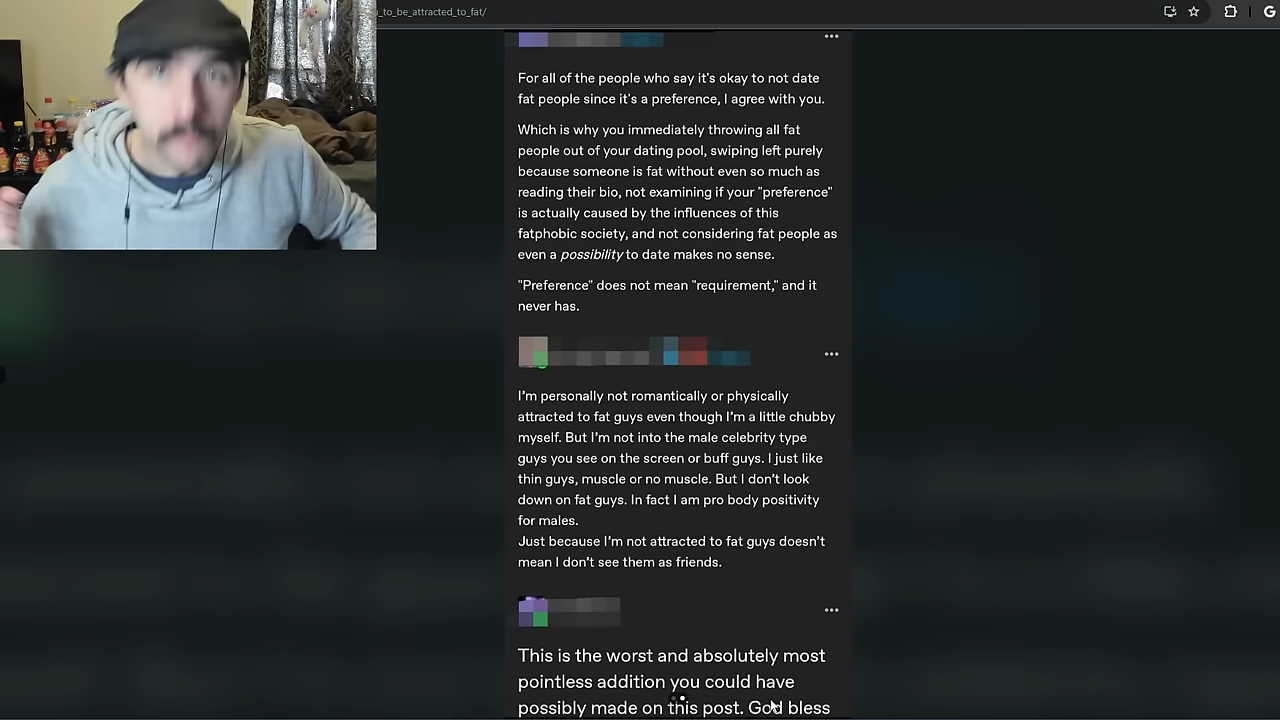 _to_be_attracted_to_fat/
For all of the people who say it's okay to not date
fat people since it's a preference, I agree with you.
Which is why you immediately throwing all fat
people out of your dating pool, swiping left purely
because someone is fat without even so much as
reading their bio, not examining if your "preference"
is actually caused by the influences of this
fatphobic society, and not considering fat people as
even a possibility to date makes no sense.
"Preference" does not mean "requirement," and it
never has.
I'm personally not romantically or physically
attracted to fat guys even though I'm a little chubby
myself. But I'm not into the male celebrity type
guys you see on the screen or buff guys. I just like
thin guys, muscle or no muscle. But I don't look
down on fat guys. In fact I am pro body positivity
for males.
Just because I'm not attracted to fat guys doesn't
mean I don't see them as friends.
This is the worst and absolutely most
pointless addition you could have
possibly made on this post. God bless